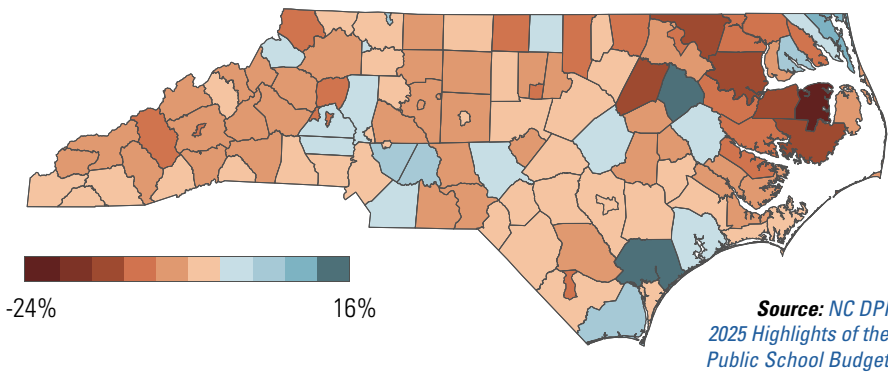 -24%
16%
Source: NC DPI
2025 Highlights of the
Public School Budget